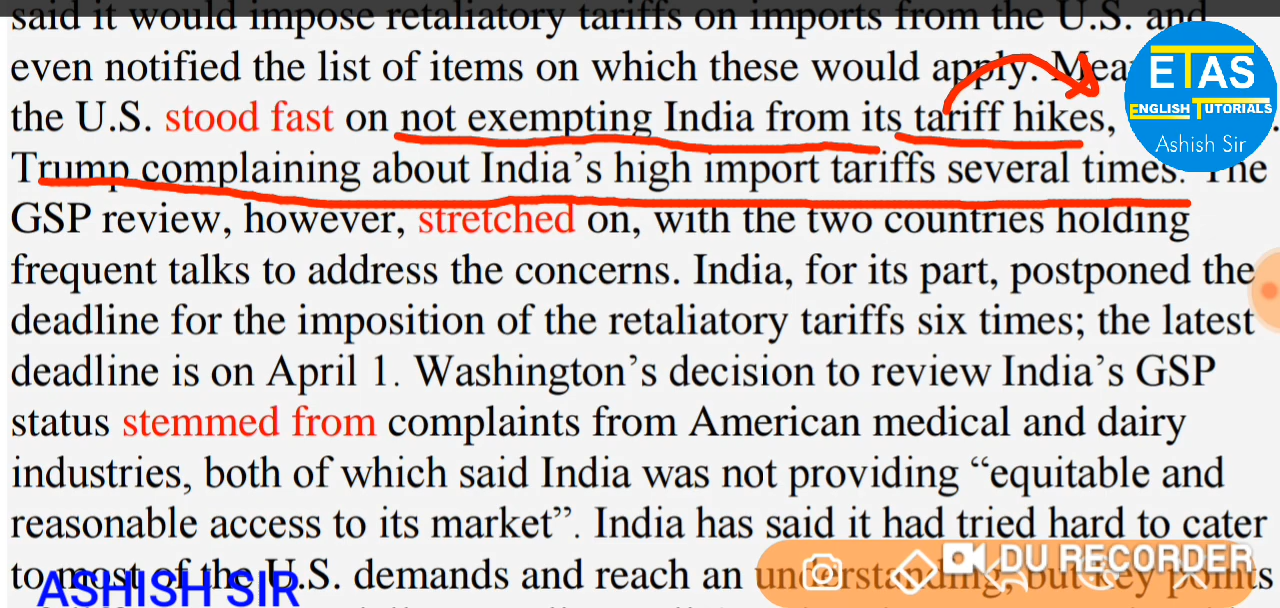 said it would impose retaliatory tariffs on imports from the U.S. and
even notified the list of items on which these would apply.
the U.S. stood fast on not exempting India from its tariff hikes,
Trump complaining about India's high import tariffs several times. The
GSP review, however, stretched on, with the two countries holding
frequent talks to address the concerns. India, for its part, postponed the
deadline for the imposition of the retaliatory tariffs six times; the latest
deadline is on April 1. Washington's decision to review India's GSP
status stemmed from complaints from American medical and dairy
industries, both of which said India was not providing “equitable and
reasonable access to its market”. India has said it had tried hard to cater
to most of the U.S. demands and reach an understanding, but key points
ETAS
ENGLISH TUTORIALS
Ashish Sir
DU RECORDER
ASHISH SIR